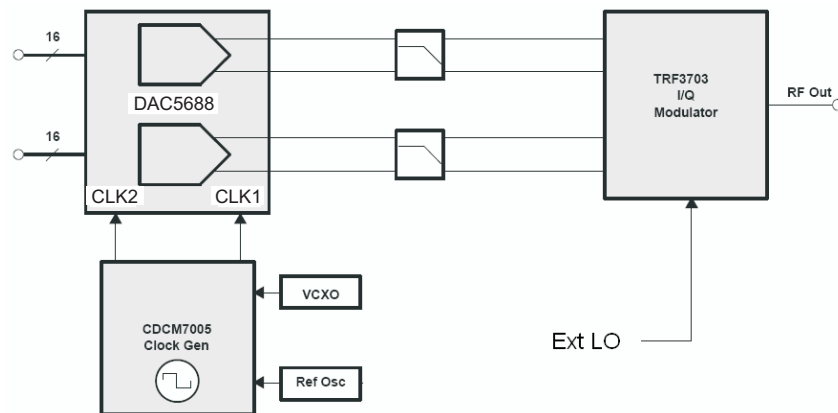 16
DAC5688
16
CLK2
CLK1
TRF3703
I/Q
Modulator
RF Out
CDCM7005
Clock Gen
VCXO
Ref Osc
Ext LO